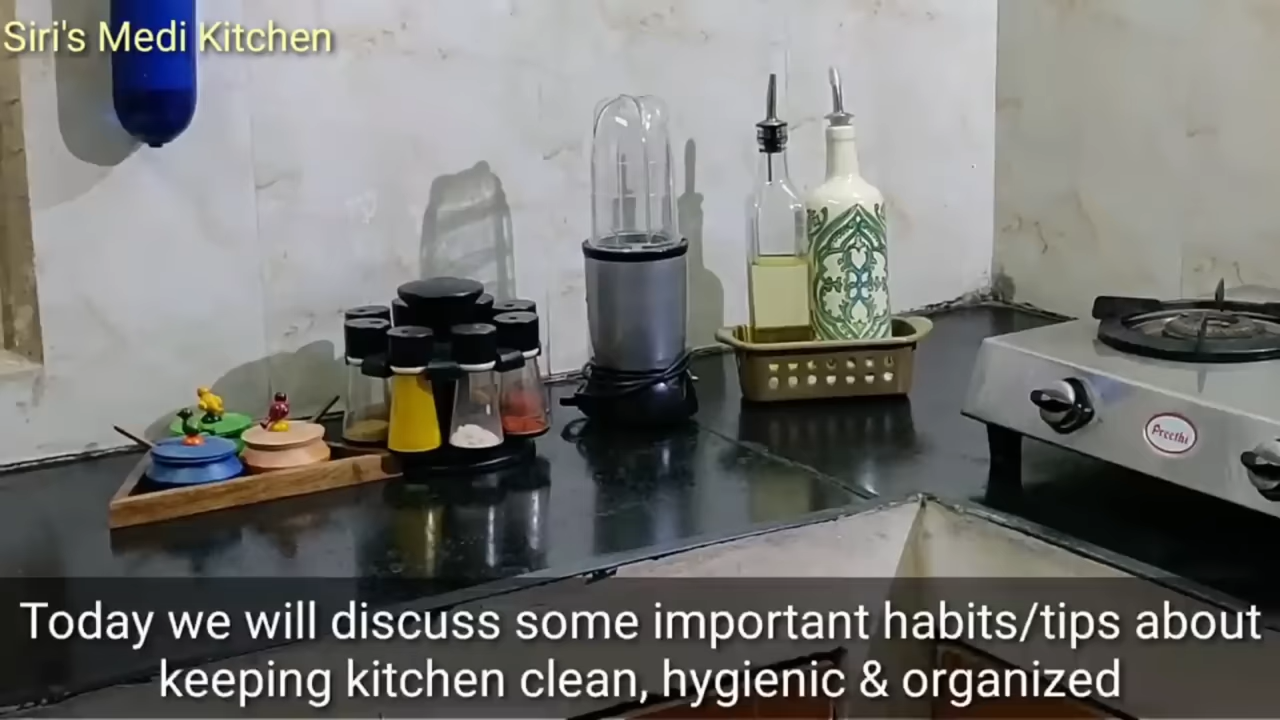 Siri's Medi Kitchen
Preethi
Today we will discuss some important habits/tips about
keeping kitchen clean, hygienic & organized